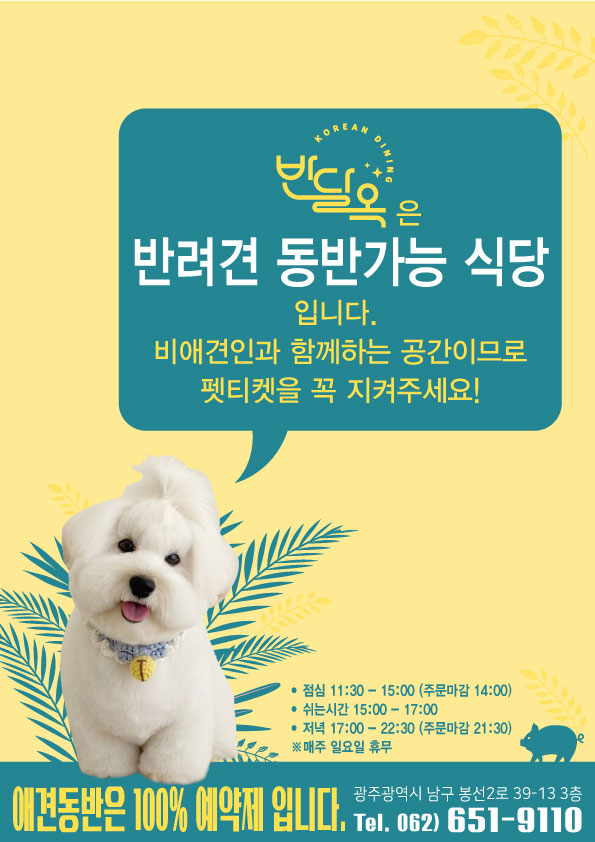 KOREAN DINING
반달옥은
반려견 동반가능 식당
입니다.
비애견인과 함께하는 공간이므로
펫티켓을 꼭 지켜주세요!
• 점심 11:30 – 15:00 (주문마감 14:00)
• 쉬는시간 15:00 – 17:00
• 저녁 17:00 – 22:30 (주문마감 21:30)
※매주 일요일 휴무
애견동반은 100% 예약제 입니다.
광주광역시 남구 봉선2로 39-13 3층
Tel. 062) 651-9110